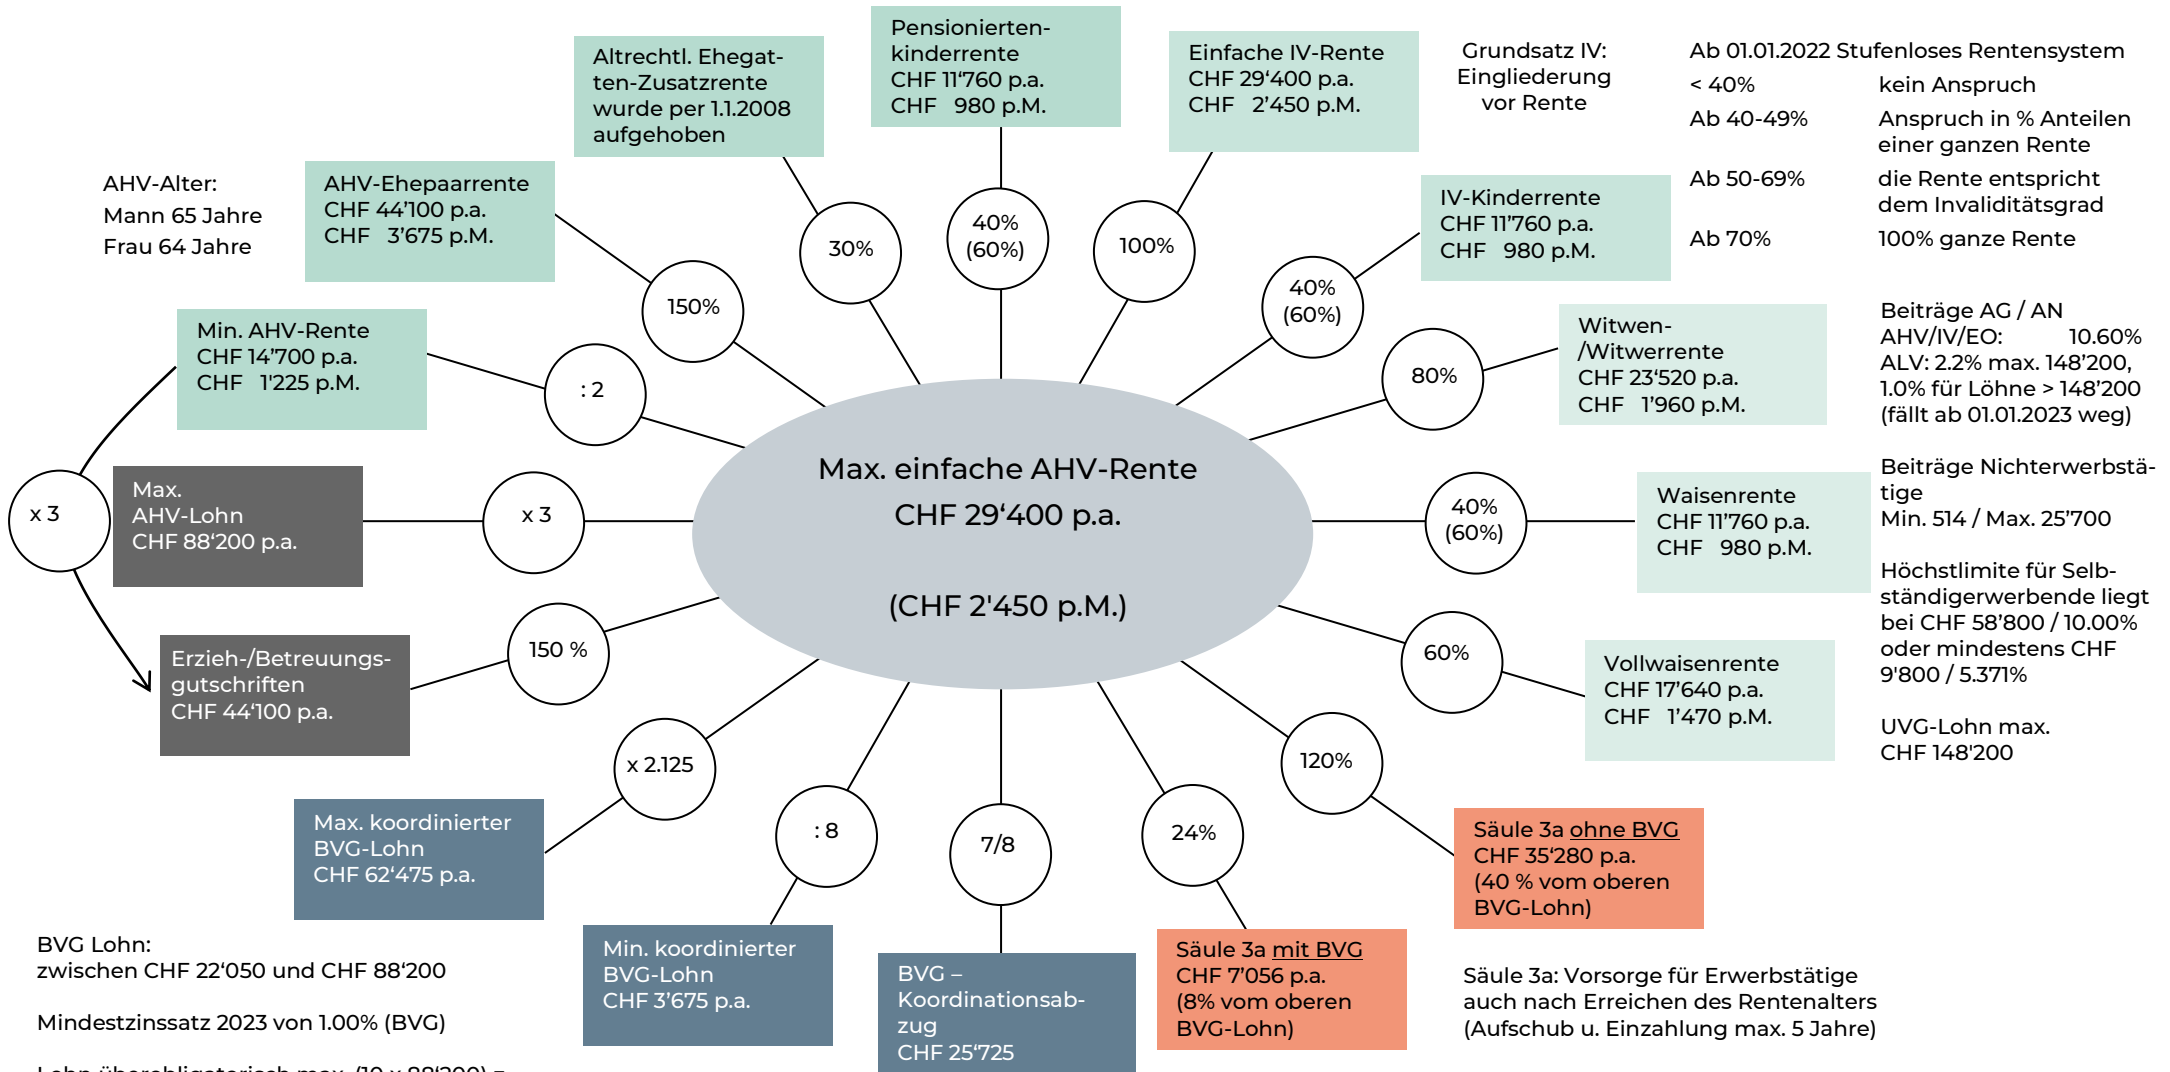 Altrechtl. Ehegat-
ten-Zusatzrente
wurde per 1.1.2008
aufgehoben
Pensionierten-
kinderrente
CHF 11‘760 p.a.
CHF 980 p.M.
Einfache IV-Rente
CHF 29‘400 p.a.
CHF 2’450 p.M.
Grundsatz IV:
Eingliederung
vor Rente
Ab 01.01.2022 Stufenloses Rentensystem
< 40% kein Anspruch
Ab 40-49% Anspruch in % Anteilen
einer ganzen Rente
Ab 50-69% die Rente entspricht
dem Invaliditätsgrad
Ab 70% 100% ganze Rente
AHV-Alter:
Mann 65 Jahre
Frau 64 Jahre
AHV-Ehepaarrente
CHF 44’100 p.a.
CHF 3’675 p.M.
IV-Kinderrente
CHF 11’760 p.a.
CHF 980 p.M.
150%
30%
40%
(60%)
100%
40%
(60%)
Min. AHV-Rente
CHF 14’700 p.a.
CHF 1'225 p.M.
: 2
80%
Witwen-
/Witwerrente
CHF 23‘520 p.a.
CHF 1’960 p.M.
Beiträge AG / AN
AHV/IV/EO: 10.60%
ALV: 2.2% max. 148’200,
1.0% für Löhne > 148’200
(fällt ab 01.01.2023 weg)
Beiträge Nichterwerbstä-
tige
Min. 514 / Max. 25’700
Höchstlimite für Selb-
ständigerwerbende liegt
bei CHF 58’800 / 10.00%
oder mindestens CHF
9'800 / 5.371%
UVG-Lohn max.
CHF 148'200
x 3
Max.
AHV-Lohn
CHF 88‘200 p.a.
x 3
Max. einfache AHV-Rente
CHF 29‘400 p.a.
(CHF 2'450 p.M.)
40%
(60%)
Waisenrente
CHF 11’760 p.a.
CHF 980 p.M.
Erzieh-/Betreuungs-
gutschriften
CHF 44‘100 p.a.
150 %
60%
Vollwaisenrente
CHF 17’640 p.a.
CHF 1’470 p.M.
x 2.125
: 8
7/8
24%
120%
Max. koordinierter
BVG-Lohn
CHF 62‘475 p.a.
Min. koordinierter
BVG-Lohn
CHF 3’675 p.a.
BVG –
Koordinationsab-
zug
CHF 25‘725
Säule 3a mit BVG
CHF 7’056 p.a.
(8% vom oberen
BVG-Lohn)
Säule 3a ohne BVG
CHF 35‘280 p.a.
(40 % vom oberen
BVG-Lohn)
BVG Lohn:
zwischen CHF 22‘050 und CHF 88‘200
Mindestzinssatz 2023 von 1.00% (BVG)
Lohn überobligatorisch max. (10 x 88‘200) =
Säule 3a: Vorsorge für Erwerbstätige
auch nach Erreichen des Rentenalters
(Aufschub u. Einzahlung max. 5 Jahre)